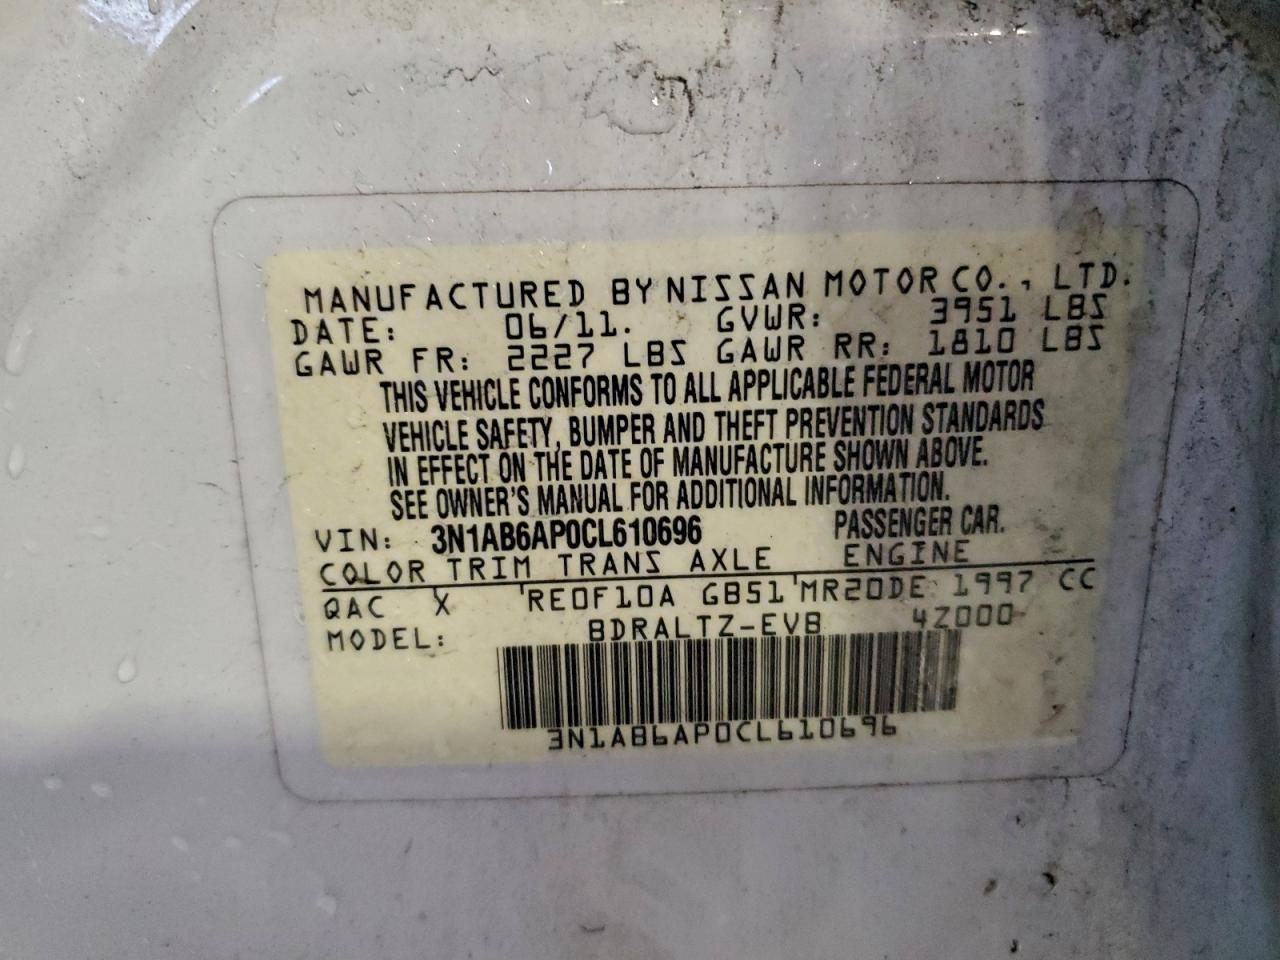 MANUFACTURED BY NISSAN MOTOR CO., LTD.
DATE: 06/11. GVWR: 3951 LBS
GAWR FR: 2227 LBS GAWR RR: 1810 LBS
THIS VEHICLE CONFORMS TO ALL APPLICABLE FEDERAL MOTOR
VEHICLE SAFETY, BUMPER AND THEFT PREVENTION STANDARDS
IN EFFECT ON THE DATE OF MANUFACTURE SHOWN ABOVE.
SEE OWNER'S MANUAL FOR ADDITIONAL INFORMATION.
VIN: 3N1AB6AP0CL610696 PASSENGER CAR.
COLOR TRIM TRANS AXLE ENGINE
QAC X RE0F10A GB51 MR20DE 1997 CC
MODEL: BDRALTZ-EVB 4Z000
3N1AB6AP0CL610696